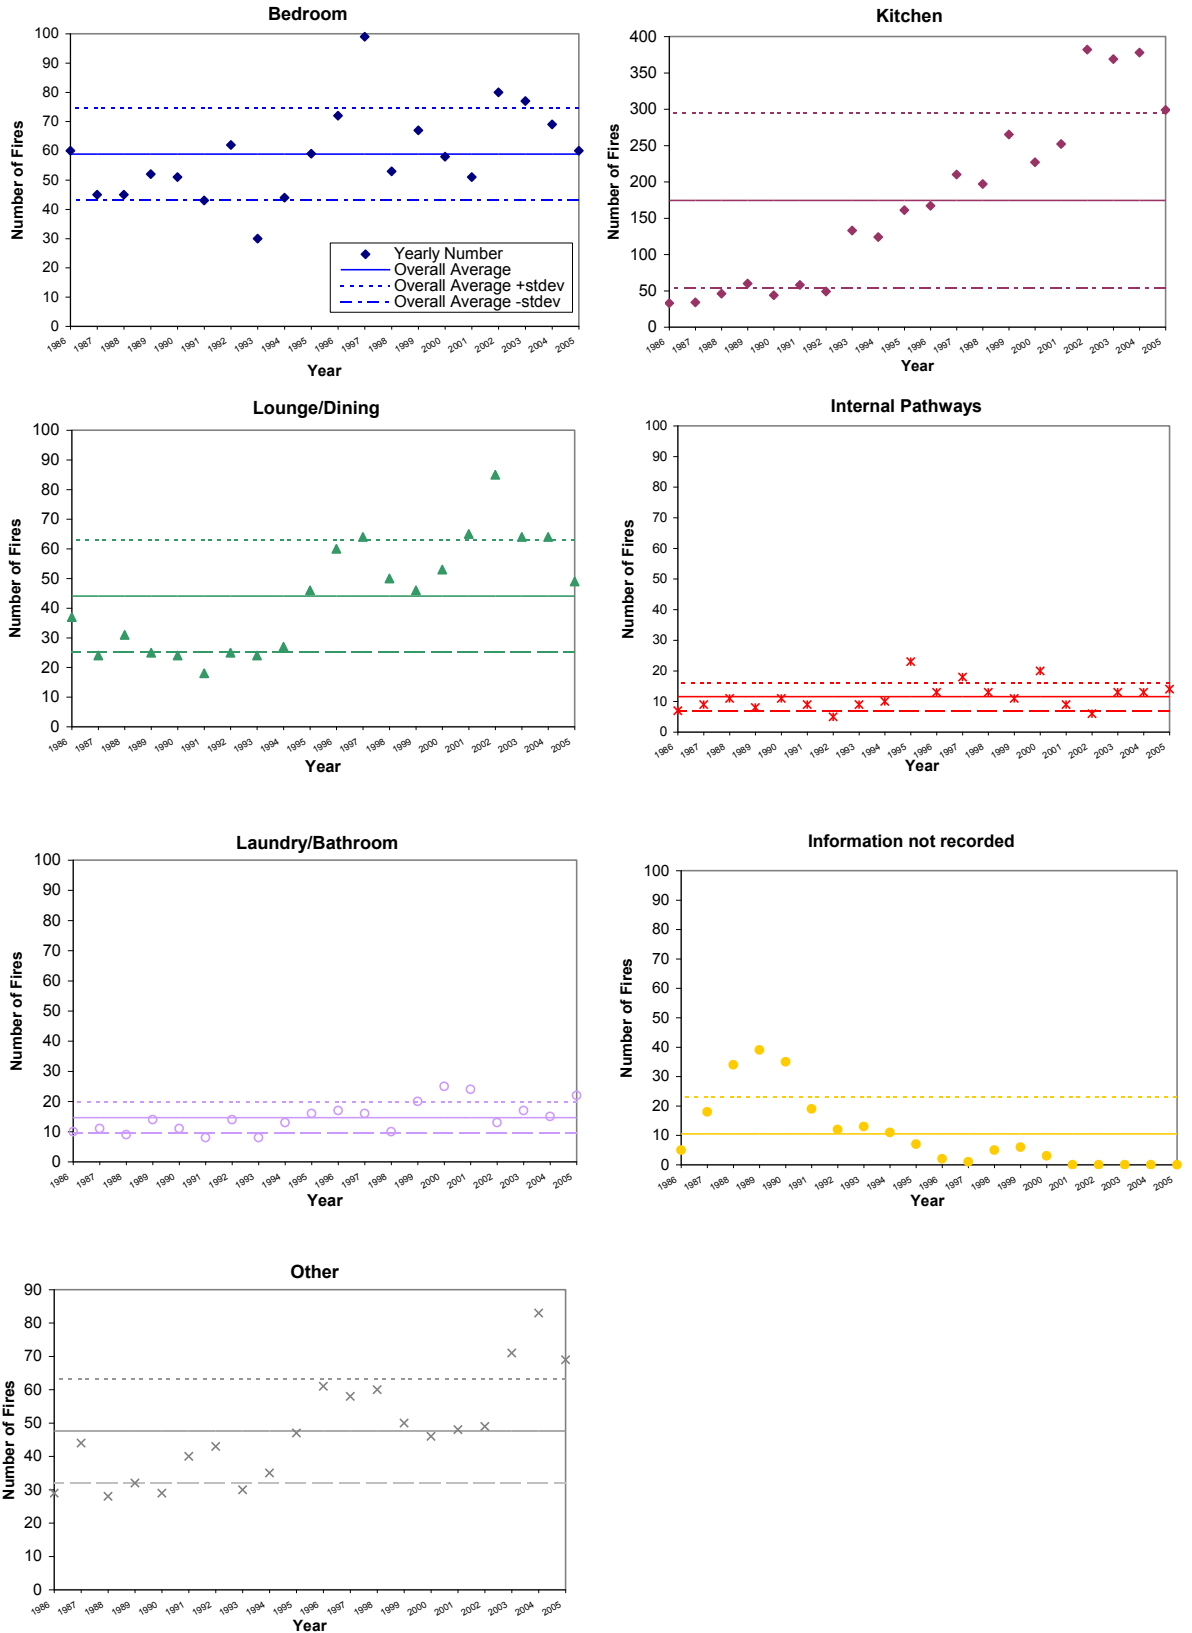 Bedroom
100
90
80
70
60
50
40
30
20
10
0
Number of Fires
Yearly Number
Overall Average
Overall Average +stdev
Overall Average -stdev
1986 1987 1988 1989 1990 1991 1992 1993 1994 1995 1996 1997 1998 1999 2000 2001 2002 2003 2004 2005
Year
Kitchen
400
350
300
250
200
150
100
50
0
Number of Fires
1986 1987 1988 1989 1990 1991 1992 1993 1994 1995 1996 1997 1998 1999 2000 2001 2002 2003 2004 2005
Year
Lounge/Dining
100
90
80
70
60
50
40
30
20
10
0
Number of Fires
1986 1987 1988 1989 1990 1991 1992 1993 1994 1995 1996 1997 1998 1999 2000 2001 2002 2003 2004 2005
Year
Internal Pathways
100
90
80
70
60
50
40
30
20
10
0
Number of Fires
1986 1987 1988 1989 1990 1991 1992 1993 1994 1995 1996 1997 1998 1999 2000 2001 2002 2003 2004 2005
Year
Laundry/Bathroom
100
90
80
70
60
50
40
30
20
10
0
Number of Fires
1986 1987 1988 1989 1990 1991 1992 1993 1994 1995 1996 1997 1998 1999 2000 2001 2002 2003 2004 2005
Year
Information not recorded
100
90
80
70
60
50
40
30
20
10
0
Number of Fires
1986 1987 1988 1989 1990 1991 1992 1993 1994 1995 1996 1997 1998 1999 2000 2001 2002 2003 2004 2005
Year
Other
90
80
70
60
50
40
30
20
10
0
Number of Fires
1986 1987 1988 1989 1990 1991 1992 1993 1994 1995 1996 1997 1998 1999 2000 2001 2002 2003 2004 2005
Year